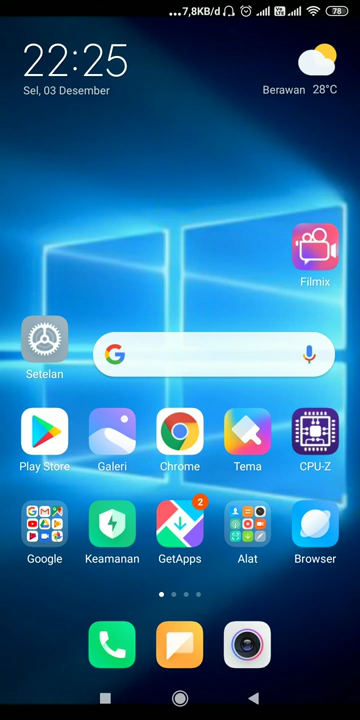 ...7,8KB/d 78
22:25
Sel, 03 Desember
Berawan 28°C
Filmix
Setelan
Play Store Galeri Chrome Tema CPU-Z
2
Google Keamanan GetApps Alat Browser